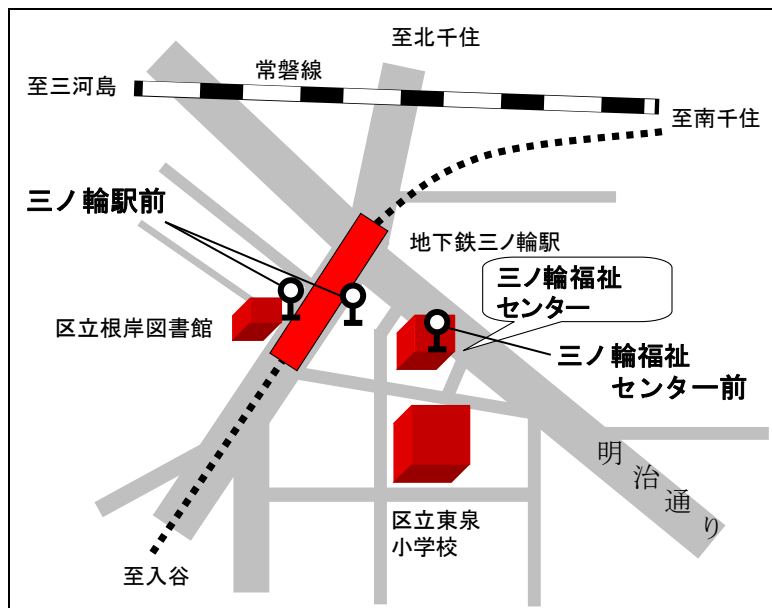 至北千住
常磐線
至三河島
至南千住
三ノ輪駅前
地下鉄三ノ輪駅
三ノ輪福祉
センター
区立根岸図書館
三ノ輪福祉
センター前
明治通り
区立東泉
小学校
至入谷